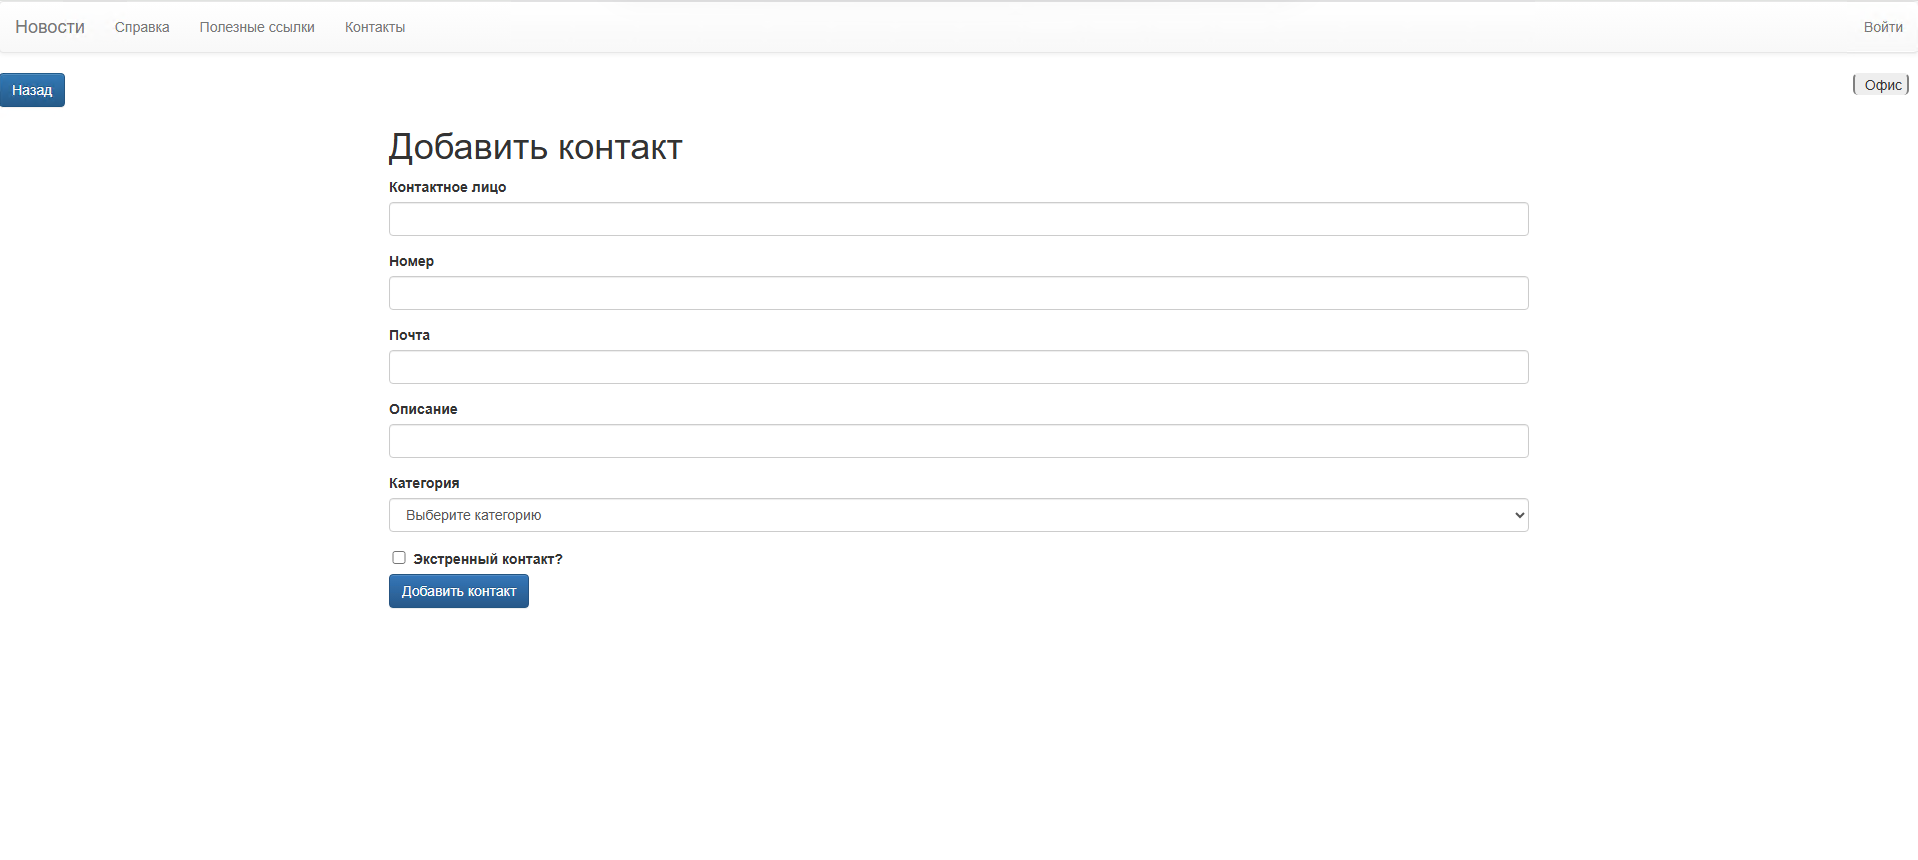 Новости Справка Полезные ссылки Контакты Войти
Назад Офис
Добавить контакт
Контактное лицо
Номер
Почта
Описание
Категория
Выберите категорию
Экстренный контакт?
Добавить контакт